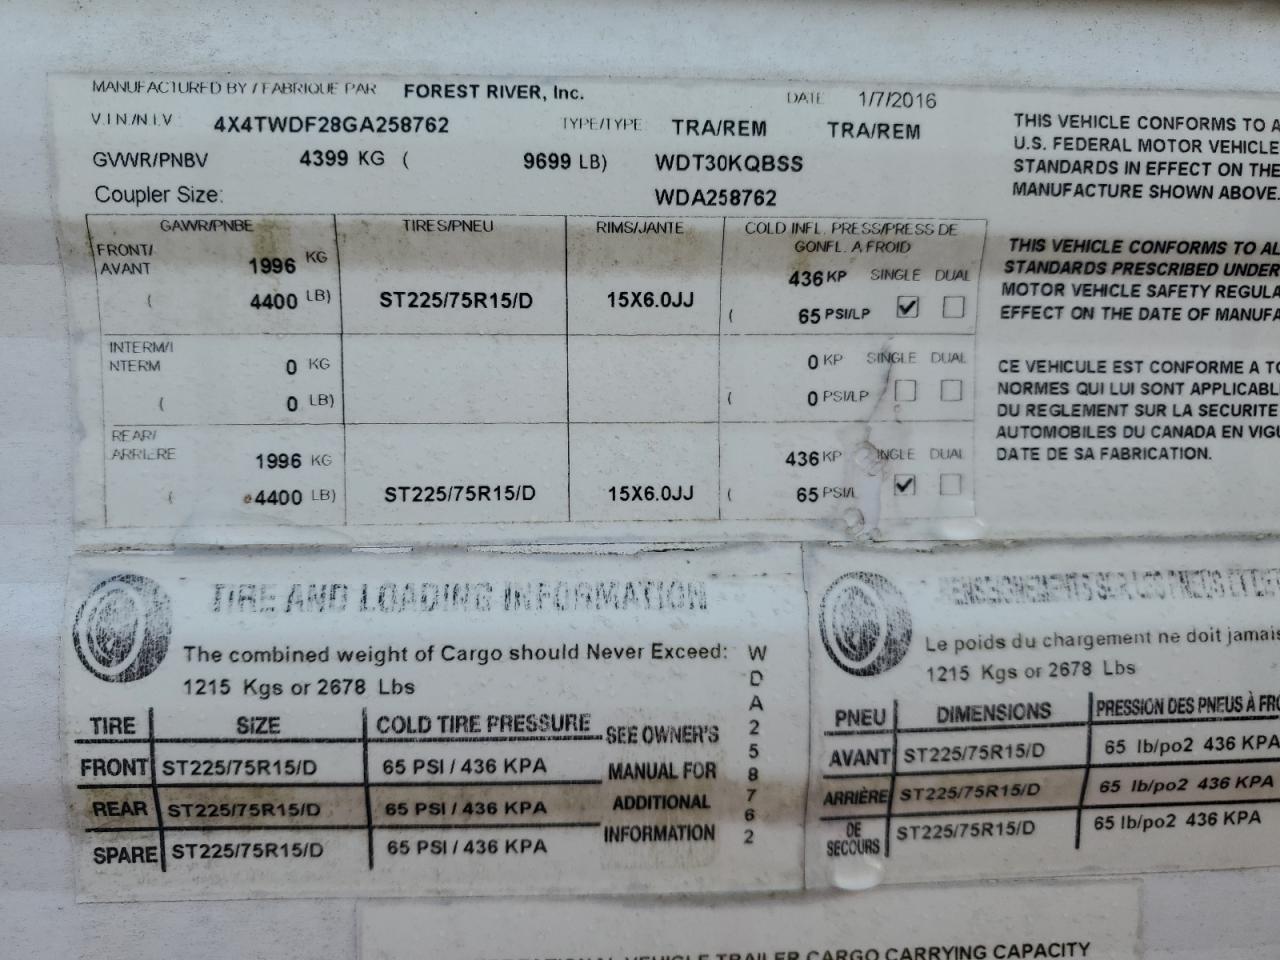 MANUFACTURED BY / FABRIQUE PAR FOREST RIVER, Inc. DATE 1/7/2016
V.I.N./N.I.V 4X4TWDF28GA258762 TYPE/TYPE TRA/REM TRA/REM
GVWR/PNBV 4399 KG ( 9699 LB) WDT30KQBSS
Coupler Size: WDA258762
GAWR/PNBE TIRES/PNEU RIMS/JANTE COLD INFL. PRESS/PRESS DE
GONFL. A FROID
FRONT/
AVANT 1996 KG 436 KP SINGLE DUAL
( 4400 LB) ST225/75R15/D 15X6.0JJ ( 65 PSI/LP
INTERM/I
NTERM 0 KG 0 KP SINGLE DUAL
( 0 LB) ( 0 PSI/LP
REAR/
ARRIERE 1996 KG 436 KP INGLE DUAL
( 4400 LB) ST225/75R15/D 15X6.0JJ ( 65 PSI/L
THIS VEHICLE CONFORMS TO A
U.S. FEDERAL MOTOR VEHICLE
STANDARDS IN EFFECT ON THE
MANUFACTURE SHOWN ABOVE.
THIS VEHICLE CONFORMS TO AL
STANDARDS PRESCRIBED UNDER
MOTOR VEHICLE SAFETY REGULA
EFFECT ON THE DATE OF MANUFA
CE VEHICULE EST CONFORME A TO
NORMES QUI LUI SONT APPLICABL
DU REGLEMENT SUR LA SECURITE
AUTOMOBILES DU CANADA EN VIGU
DATE DE SA FABRICATION.
TIRE AND LOADING INFORMATION
The combined weight of Cargo should Never Exceed:
1215 Kgs or 2678 Lbs
TIRE SIZE COLD TIRE PRESSURE
FRONT ST225/75R15/D 65 PSI / 436 KPA
REAR ST225/75R15/D 65 PSI / 436 KPA
SPARE ST225/75R15/D 65 PSI / 436 KPA
SEE OWNER'S
MANUAL FOR
ADDITIONAL
INFORMATION
WDA258762
Le poids du chargement ne doit jamais
1215 Kgs or 2678 Lbs
PNEU DIMENSIONS PRESSION DES PNEUS À FRO
AVANT ST225/75R15/D 65 lb/po2 436 KPA
ARRIÈRE ST225/75R15/D 65 lb/po2 436 KPA
DE
SECOURS ST225/75R15/D 65 lb/po2 436 KPA
VEHICLE TRAILER CARGO CARRYING CAPACITY